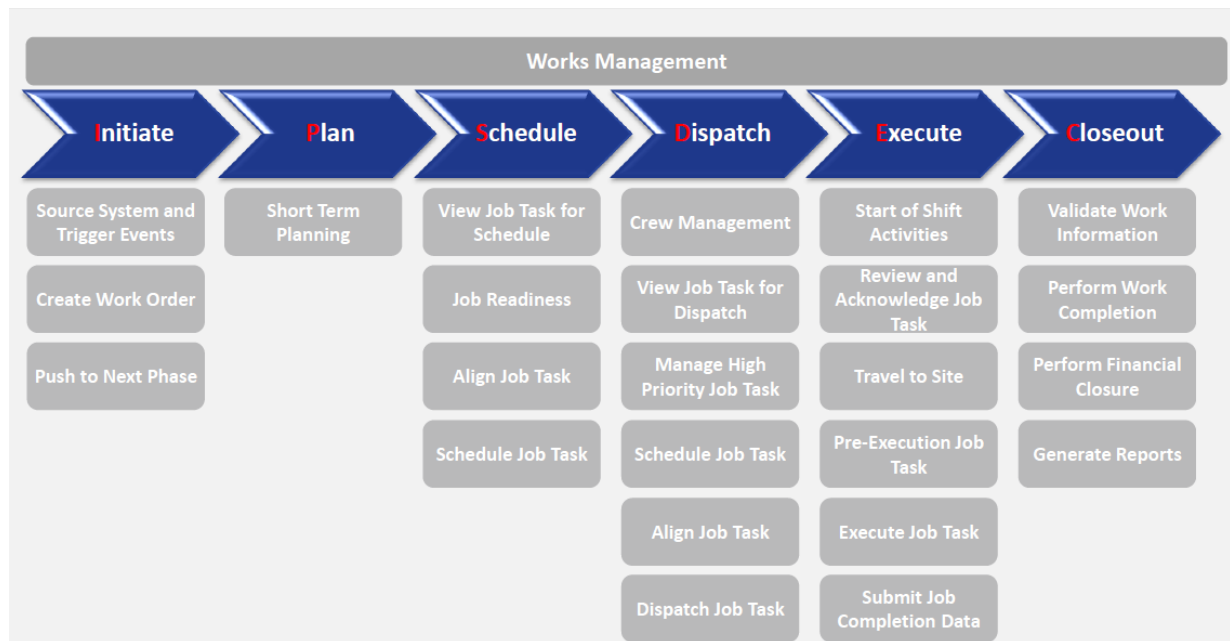 Works Management
Initiate
Plan
Schedule
Dispatch
Execute
Closeout
Source System and
Trigger Events
Create Work Order
Push to Next Phase
Short Term
Planning
View Job Task for
Schedule
Job Readiness
Align Job Task
Schedule Job Task
Crew Management
View Job Task for
Dispatch
Manage High
Priority Job Task
Schedule Job Task
Align Job Task
Dispatch Job Task
Start of Shift
Activities
Review and
Acknowledge Job
Task
Travel to Site
Pre-Execution Job
Task
Execute Job Task
Submit Job
Completion Data
Validate Work
Information
Perform Work
Completion
Perform Financial
Closure
Generate Reports